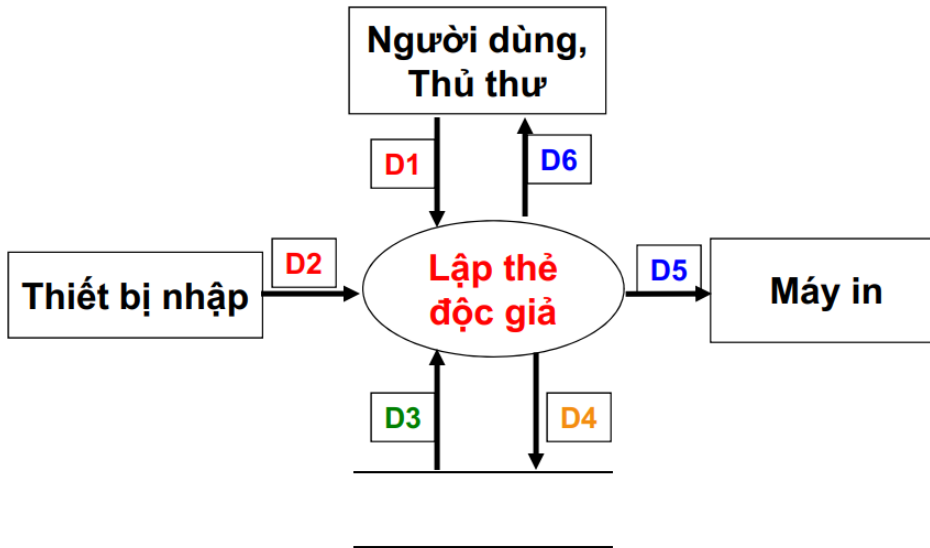 Người dùng,
Thủ thư
D1
D6
Thiết bị nhập
D2
Lập thẻ
độc giả
D5
Máy in
D3
D4